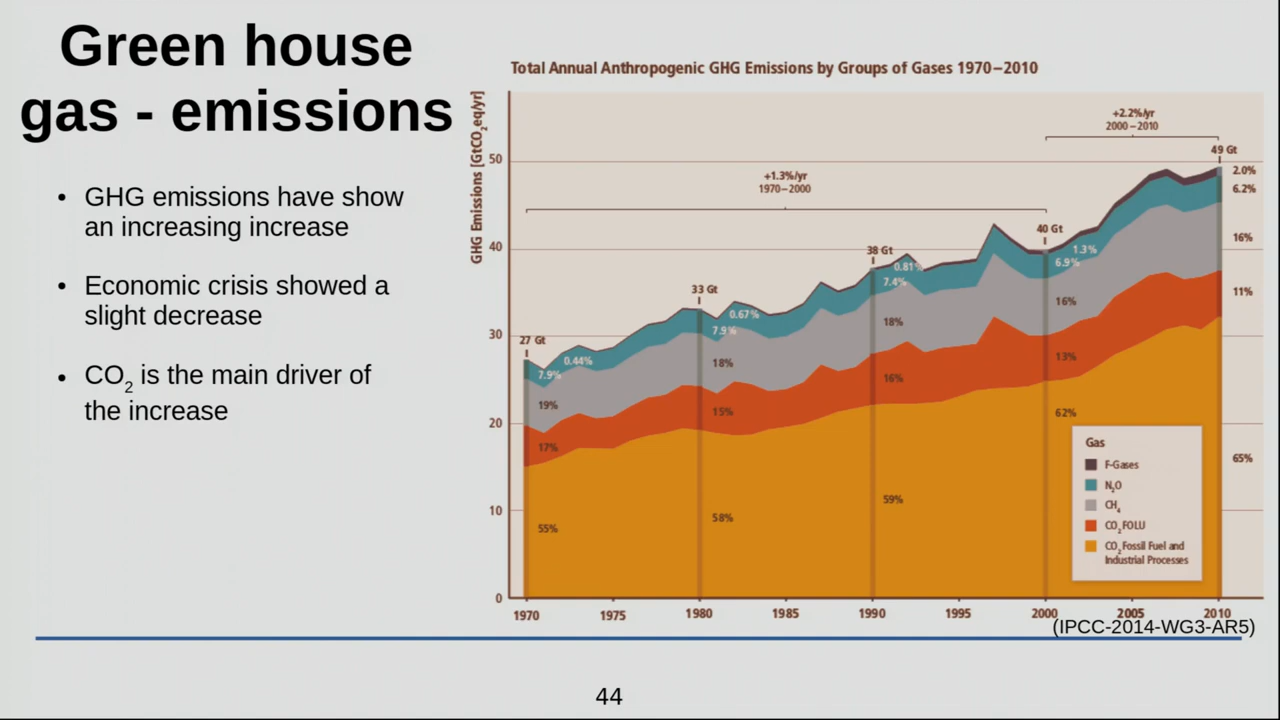 Green house
gas - emissions
• GHG emissions have show
an increasing increase
• Economic crisis showed a
slight decrease
• CO2 is the main driver of
the increase
Total Annual Anthropogenic GHG Emissions by Groups of Gases 1970–2010
GHG Emissions [GtCO2eq/yr]
50
40
30
20
10
0
+2.2%/yr
2000–2010
+1.3%/yr
1970–2000
27 Gt
33 Gt
38 Gt
40 Gt
49 Gt
0.44%
7.9%
19%
17%
55%
0.67%
7.9%
18%
15%
58%
0.81%
7.4%
18%
16%
59%
1.3%
6.9%
16%
13%
62%
2.0%
6.2%
16%
11%
65%
Gas
F-Gases
N2O
CH4
CO2 FOLU
CO2 Fossil Fuel and
Industrial Processes
1970 1975 1980 1985 1990 1995 2000 2005 2010
(IPCC-2014-WG3-AR5)
44